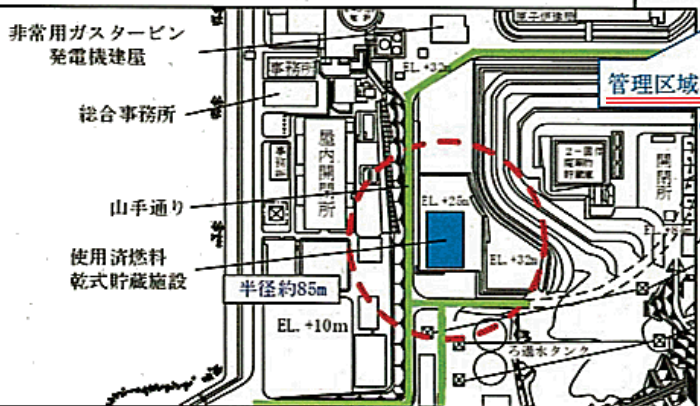 非常用ガスタービン
発電機建屋
事務所
総合事務所
EL. +32m
管理区域
屋内開閉所
事務所
開閉所
山手通り
EL. +25m
使用済燃料
乾式貯蔵施設
EL. +32m
半径約85m
EL. +10m
ろ過水タンク